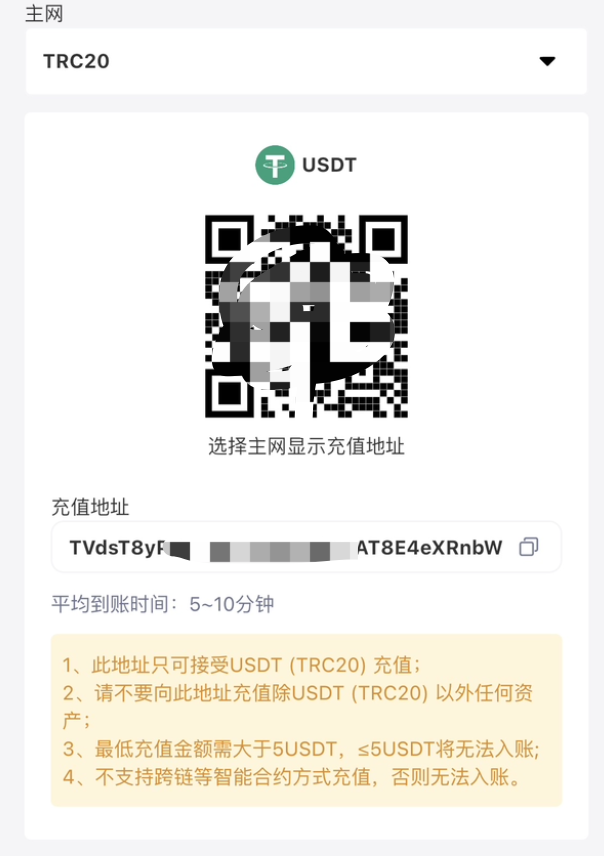 主网
TRC20
USDT
选择主网显示充值地址
充值地址
TVdsT8y AT8E4eXRnbW
平均到账时间：5~10分钟
1、此地址只可接受USDT (TRC20) 充值；
2、请不要向此地址充值除USDT (TRC20) 以外任何资
产；
3、最低充值金额需大于5USDT，≤5USDT将无法入账;
4、不支持跨链等智能合约方式充值，否则无法入账。